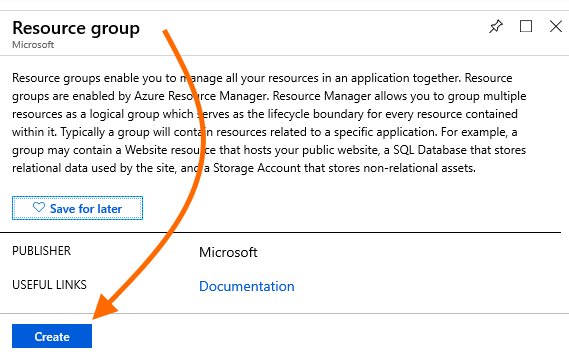 Resource group
Microsoft
Resource groups enable you to manage all your resources in an application together. Resource
groups are enabled by Azure Resource Manager. Resource Manager allows you to group multiple
resources as a logical group which serves as the lifecycle boundary for every resource contained
within it. Typically a group will contain resources related to a specific application. For example, a
group may contain a Website resource that hosts your public website, a SQL Database that stores
relational data used by the site, and a Storage Account that stores non-relational assets.
Save for later
PUBLISHER Microsoft
USEFUL LINKS Documentation
Create